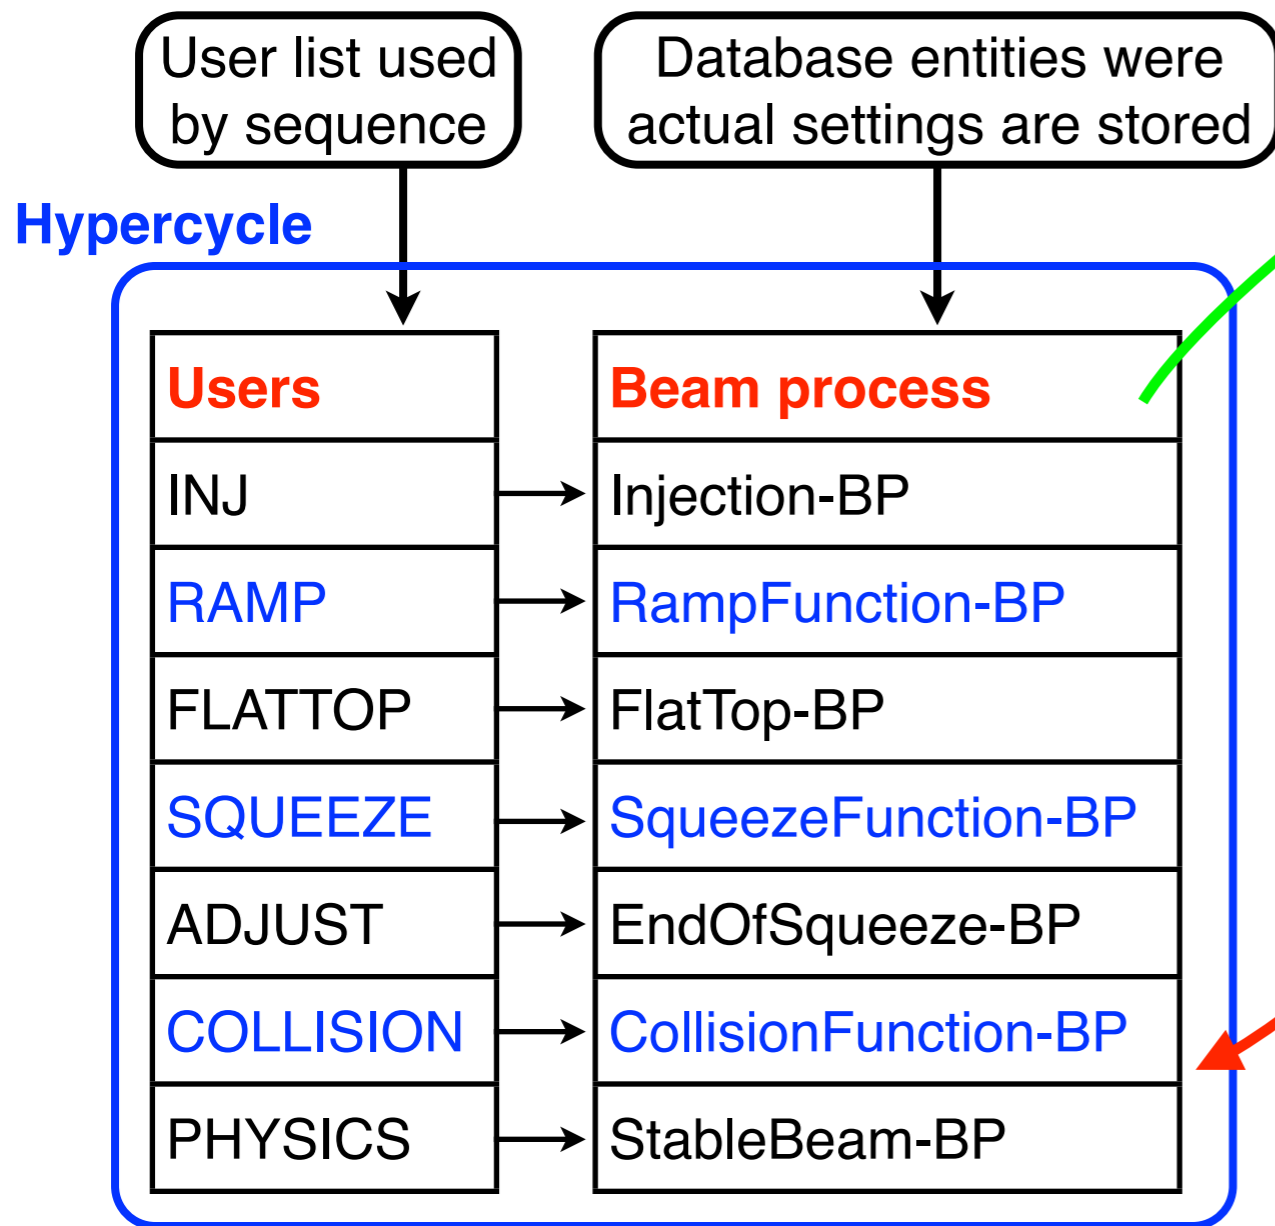 User list used
by sequence
Database entities were
actual settings are stored
Hypercycle
Users
Beam process
INJ
Injection-BP
RAMP
RampFunction-BP
FLATTOP
FlatTop-BP
SQUEEZE
SqueezeFunction-BP
ADJUST
EndOfSqueeze-BP
COLLISION
CollisionFunction-BP
PHYSICS
StableBeam-BP